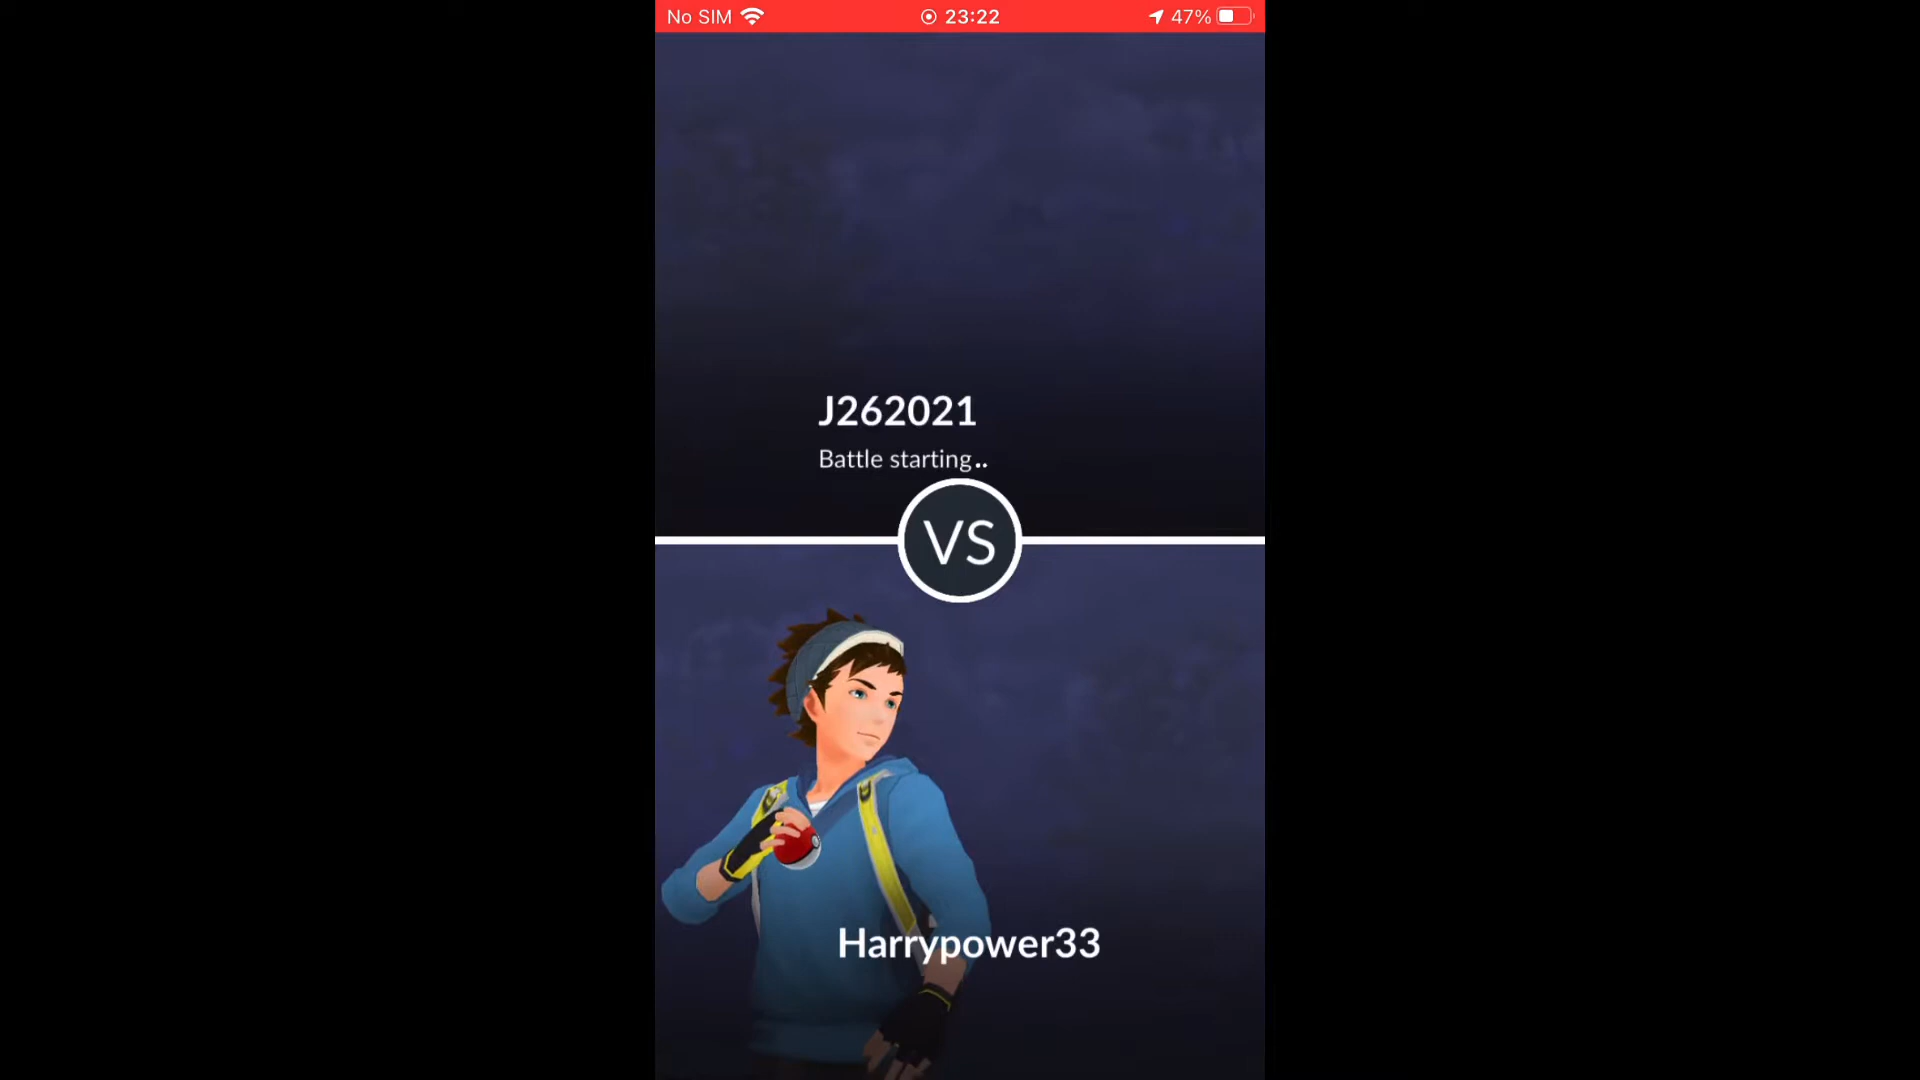 No SIM 23:22 47%
J262021
Battle starting..
VS
Harrypower33